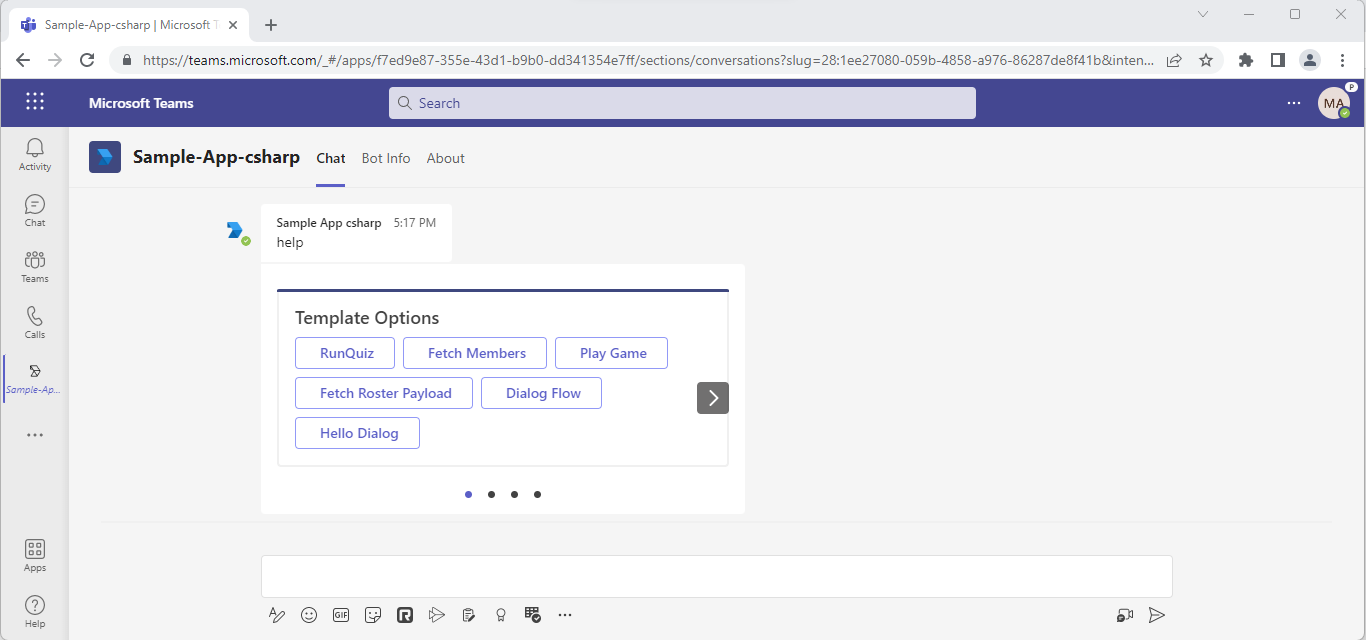 Sample-App-csharp | Microsoft T
https://teams.microsoft.com/_#/apps/f7ed9e87-355e-43d1-b9b0-dd341354e7ff/sections/conversations?slug=28:1ee27080-059b-4858-a976-86287de8f41b&inten...
Microsoft Teams
Search
MA
P
Activity
Chat
Teams
Calls
Sample-Ap...
Apps
Help
Sample-App-csharp
Chat
Bot Info
About
Sample App csharp 5:17 PM
help
Template Options
RunQuiz
Fetch Members
Play Game
Fetch Roster Payload
Dialog Flow
Hello Dialog
GIF